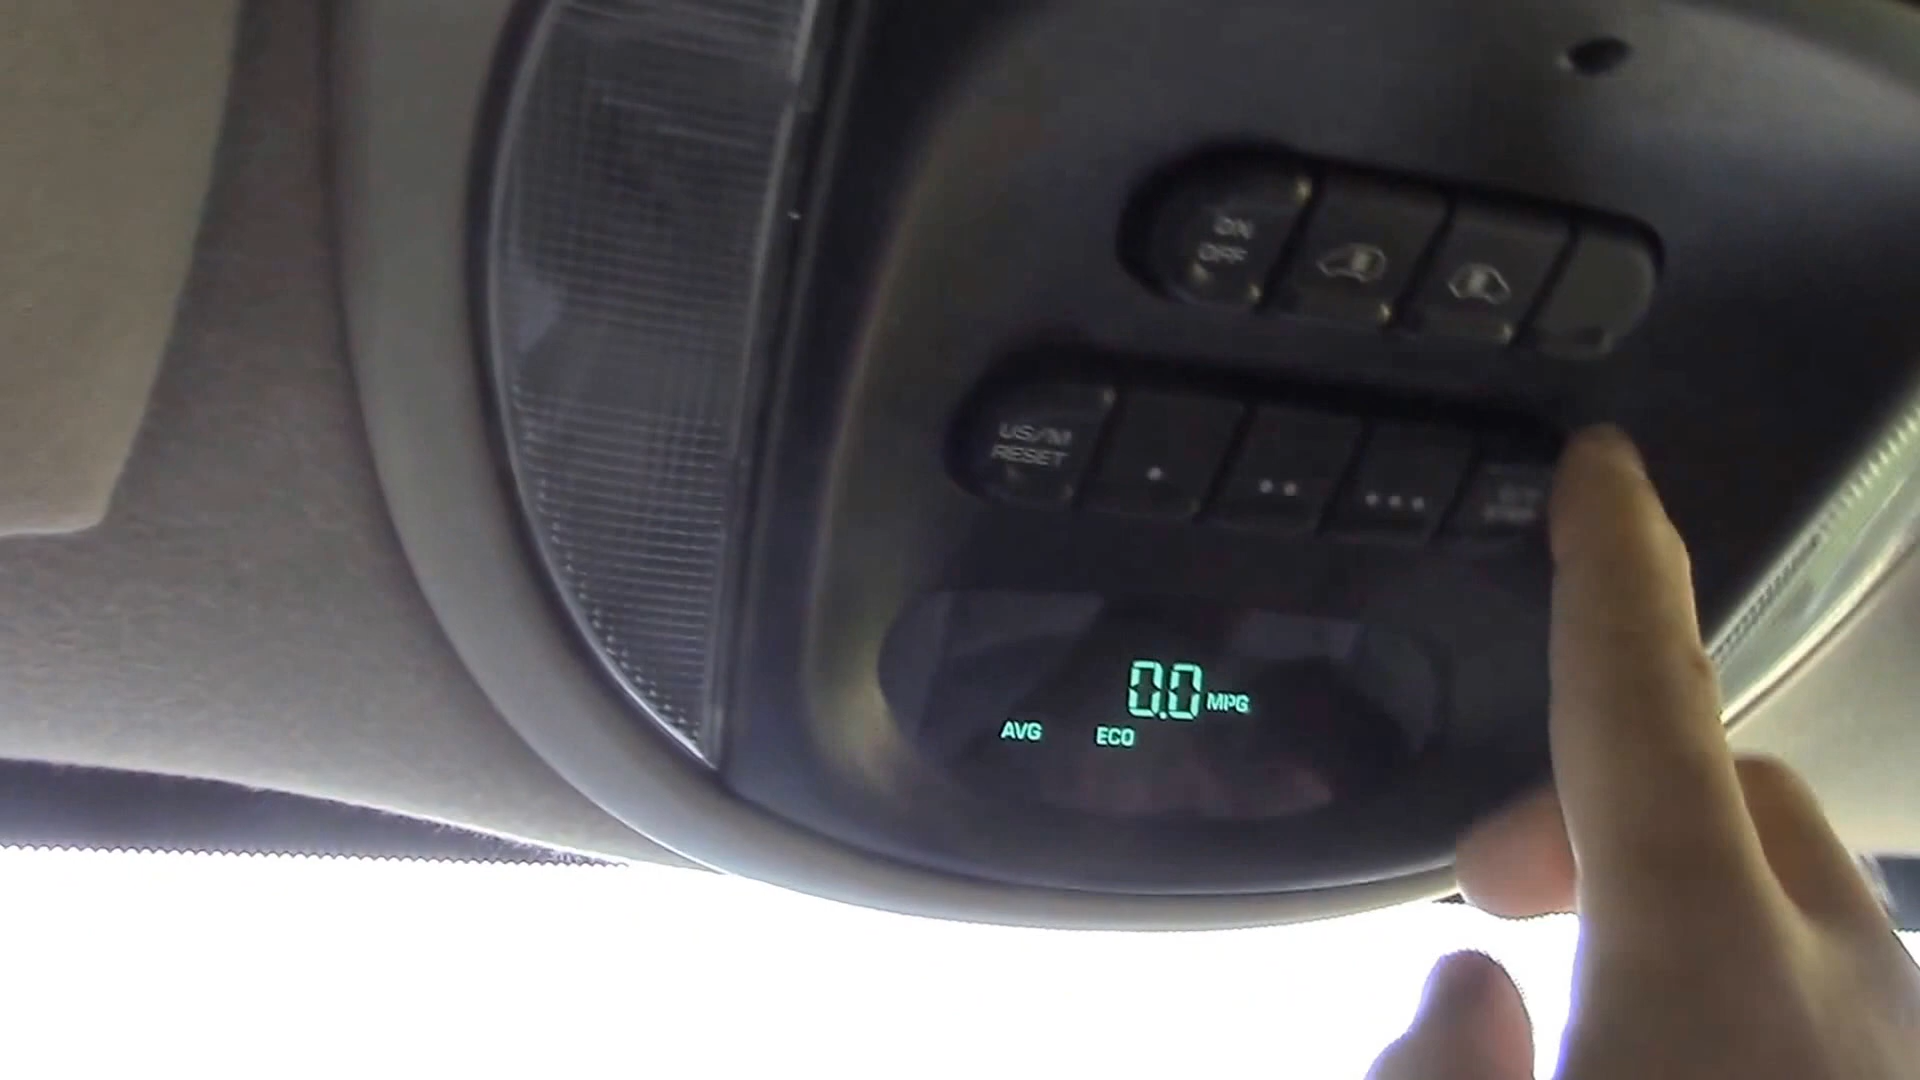 ON
OFF
US/M
RESET
0.0 MPG
AVG ECO